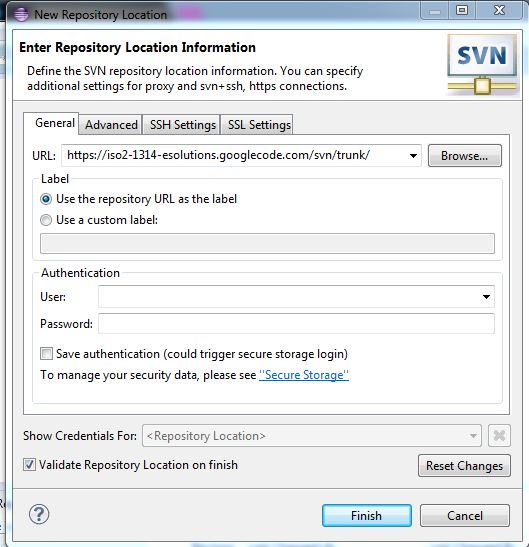 New Repository Location
Enter Repository Location Information
Define the SVN repository location information. You can specify
additional settings for proxy and svn+ssh, https connections.
SVN
General Advanced SSH Settings SSL Settings
URL: https://iso2-1314-esolutions.googlecode.com/svn/trunk/ Browse...
Label
Use the repository URL as the label
Use a custom label:
Authentication
User:
Password:
Save authentication (could trigger secure storage login)
To manage your security data, please see "Secure Storage"
Show Credentials For: <Repository Location>
Validate Repository Location on finish Reset Changes
? Finish Cancel